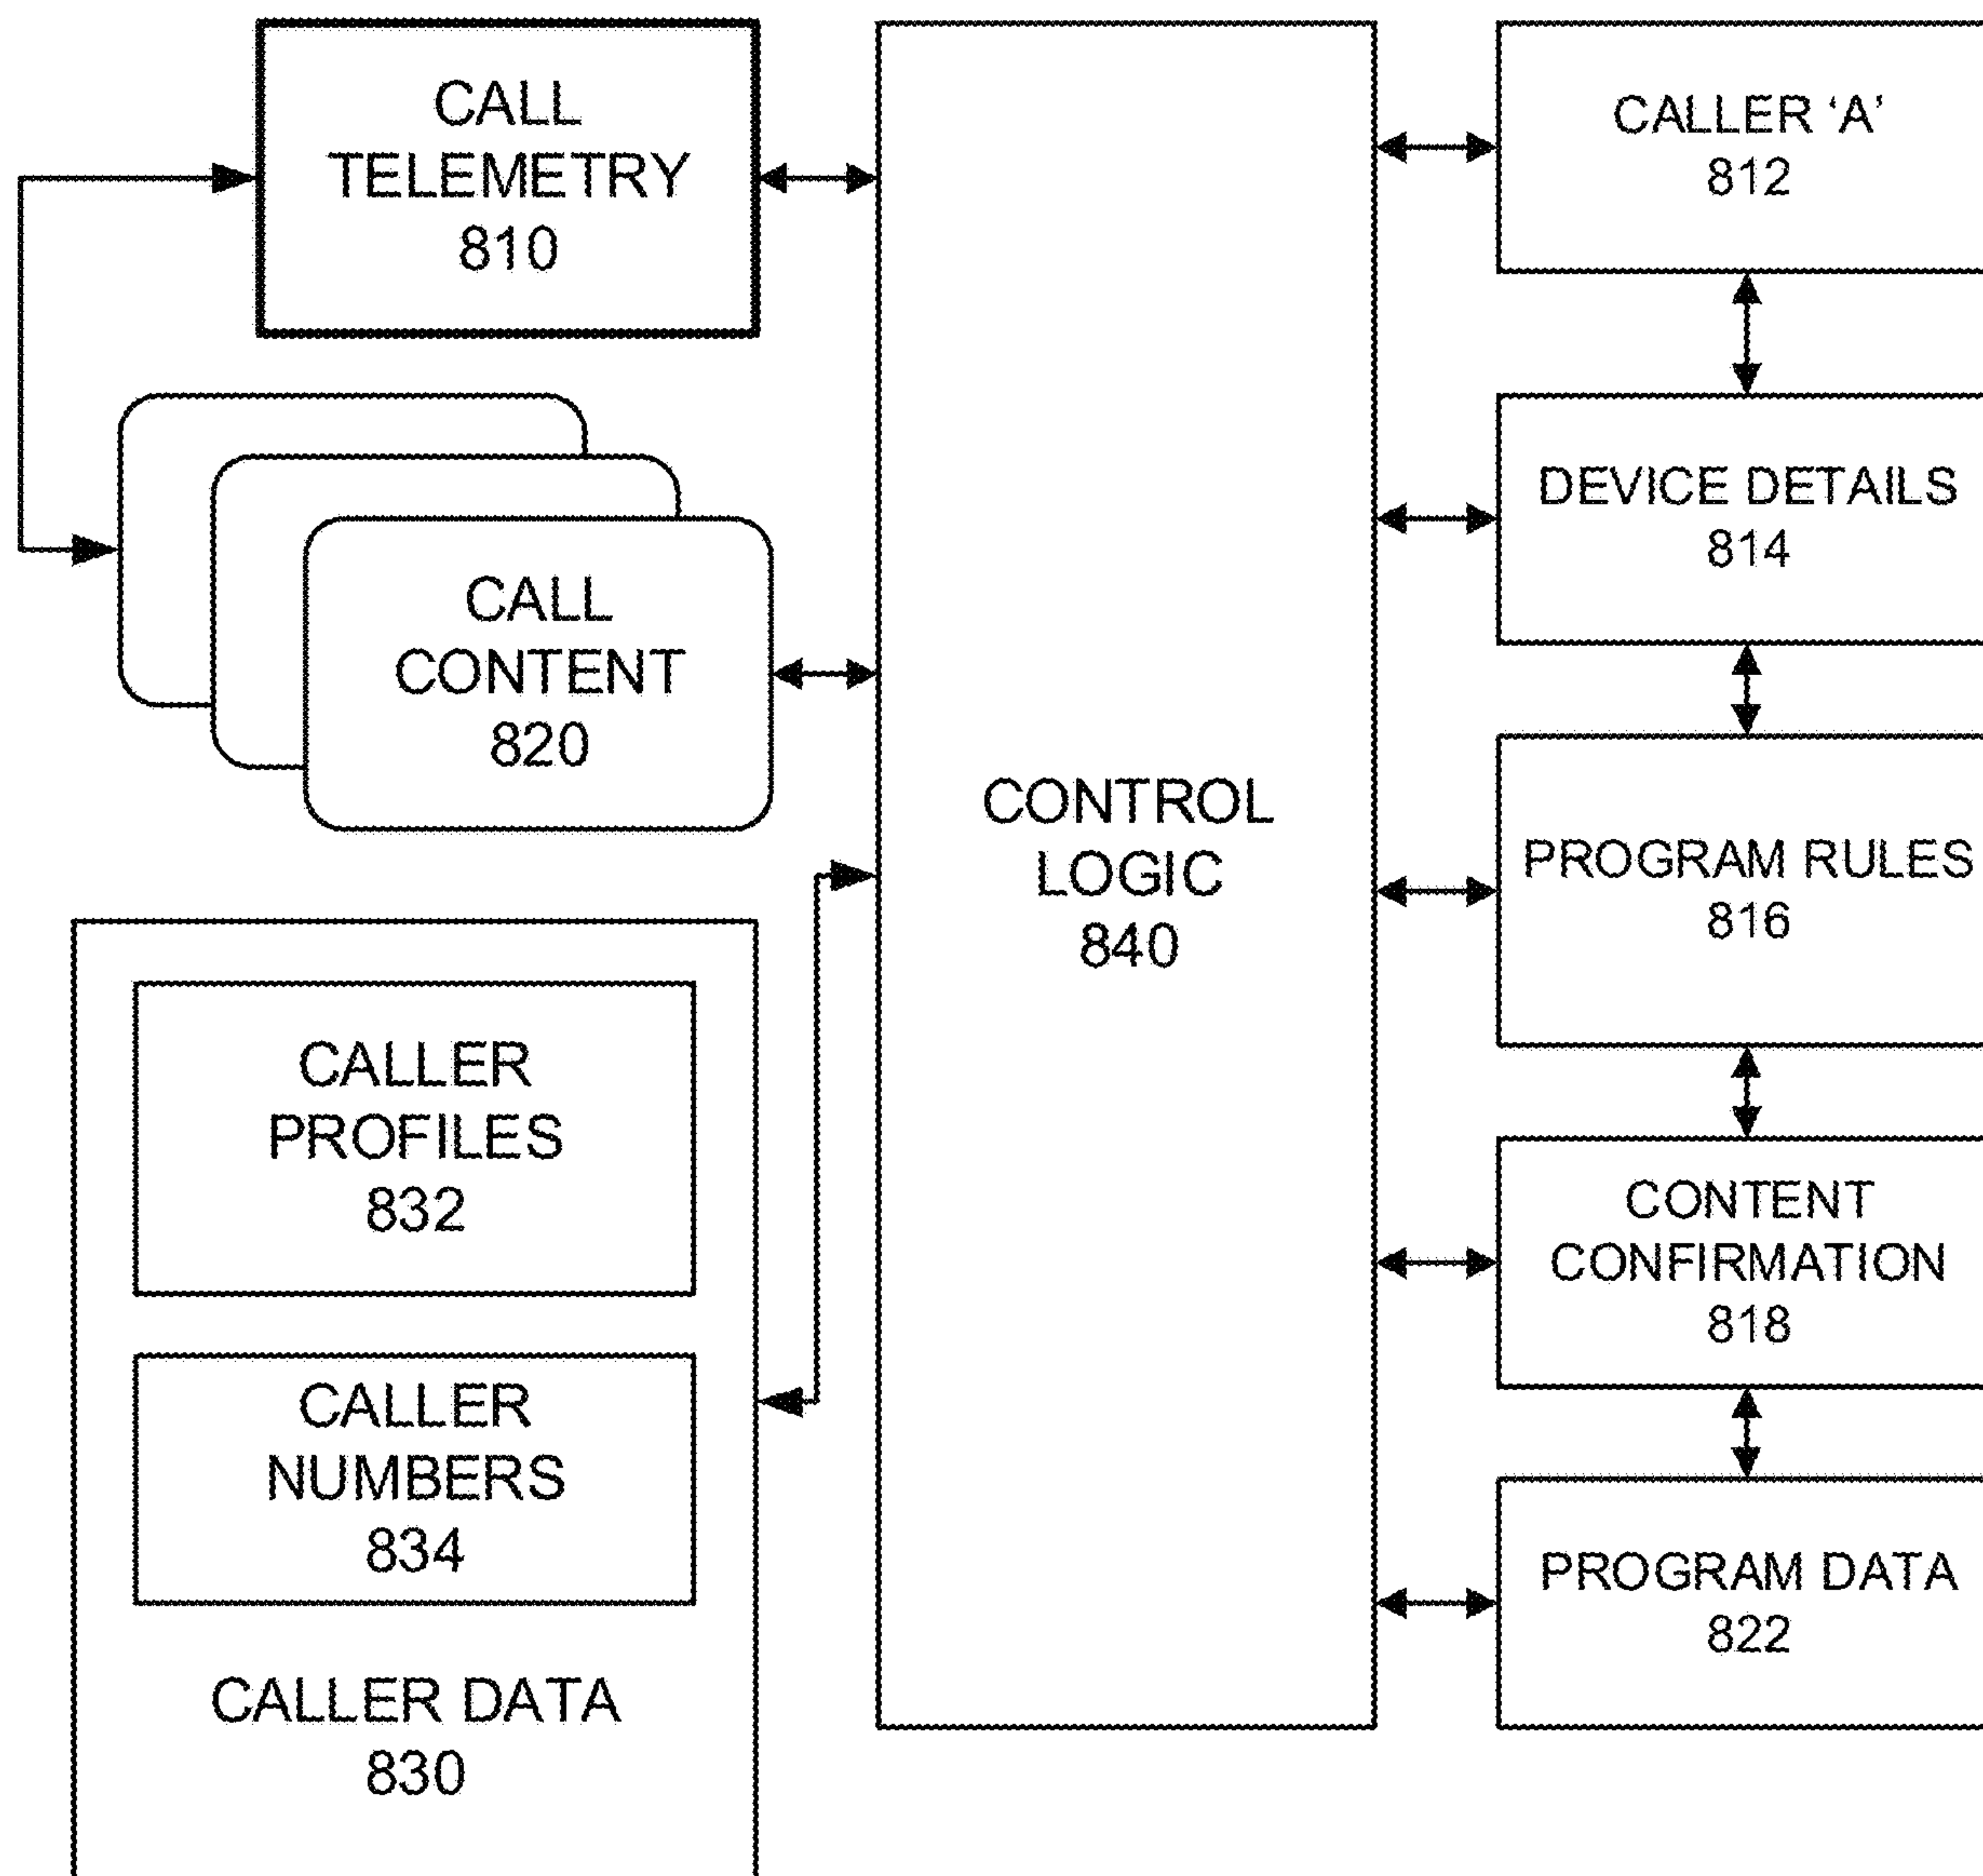 CALL
TELEMETRY
810
CALL
CONTENT
820
CALLER
PROFILES
832
CALLER
NUMBERS
834
CALLER DATA
830
CONTROL
LOGIC
840
CALLER ‘A’
812
DEVICE DETAILS
814
PROGRAM RULES
816
CONTENT
CONFIRMATION
818
PROGRAM DATA
822